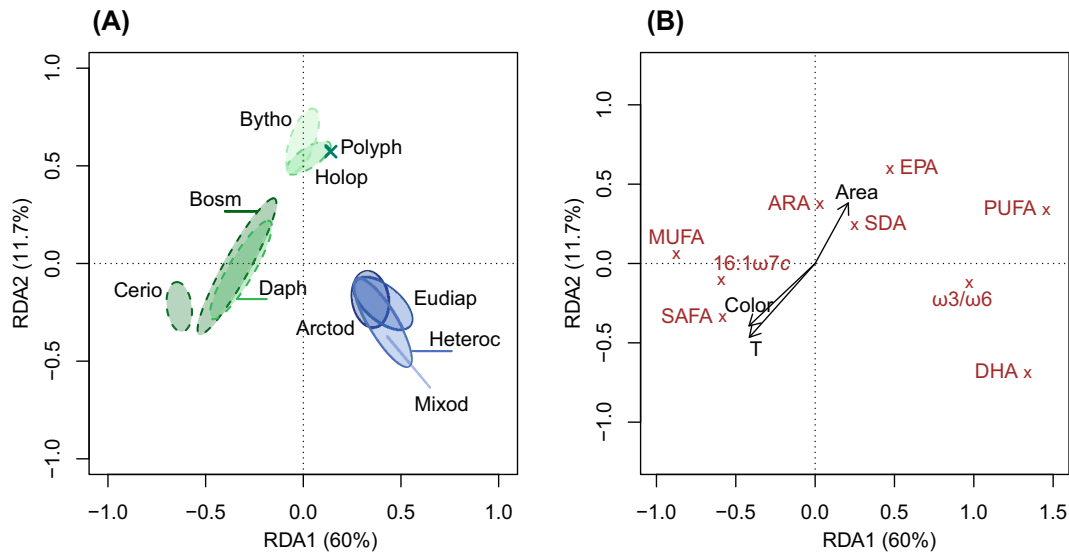 (A)
1.0
0.5
0.0
−0.5
−1.0
RDA2 (11.7%)
Bytho
Polyph
Holop
Bosm
Cerio
Daph
Eudiap
Arctod
Heteroc
Mixod
−1.0
−0.5
0.0
0.5
1.0
RDA1 (60%)
(B)
1.0
0.5
0.0
−0.5
−1.0
RDA2 (11.7%)
EPA
Area
ARA
SDA
PUFA
MUFA
16:1ω7c
ω3/ω6
Color
SAFA
T
DHA
−1.0
−0.5
0.0
0.5
1.0
1.5
RDA1 (60%)